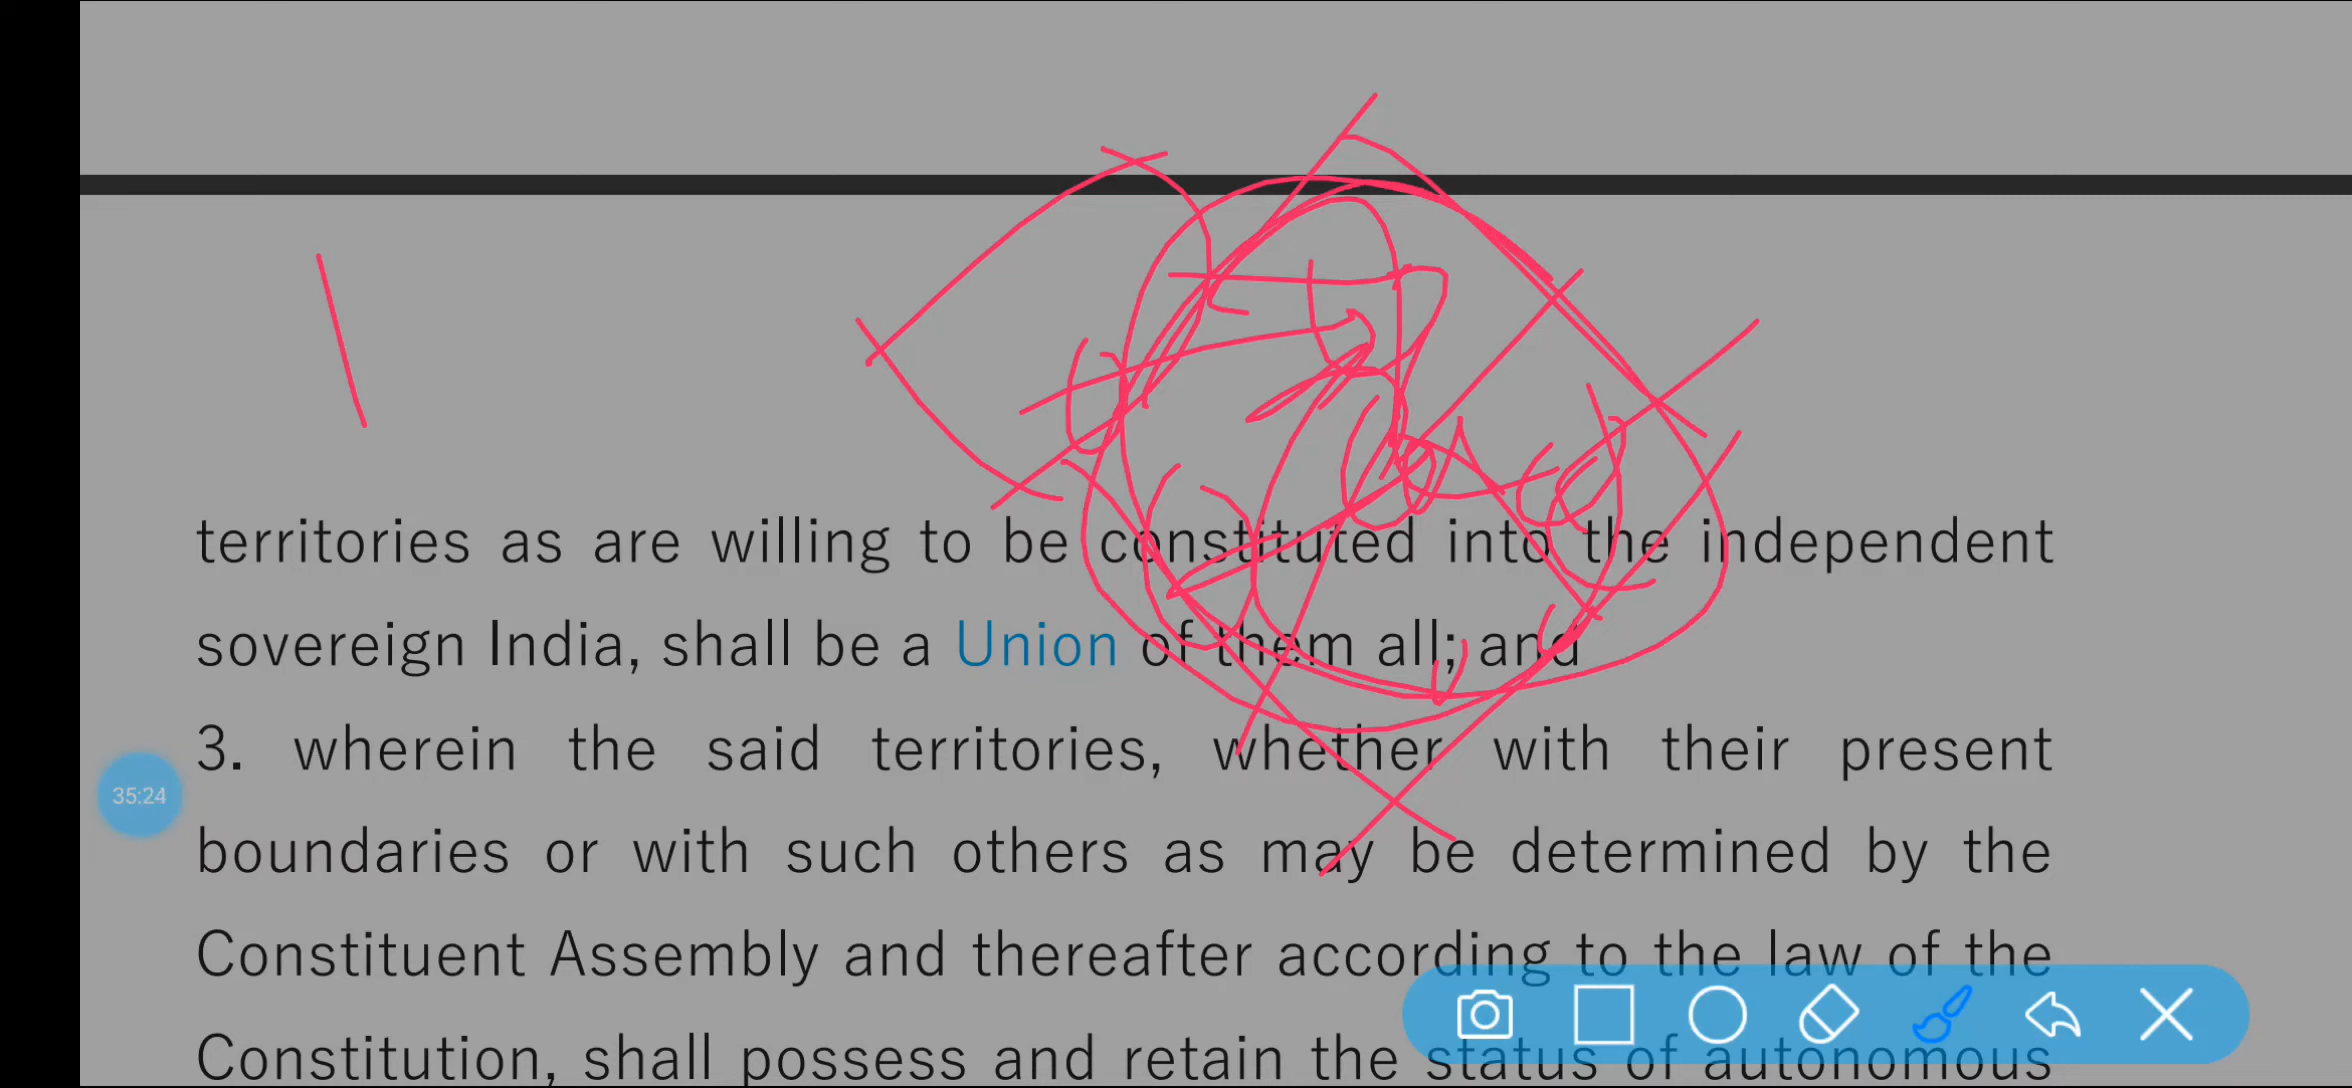 territories as are willing to be constituted into the independent
sovereign India, shall be a Union of them all; and
3. wherein the said territories, whether with their present
35:24
boundaries or with such others as may be determined by the
Constituent Assembly and thereafter according to the law of the
Constitution, shall possess and retain the status of autonomous